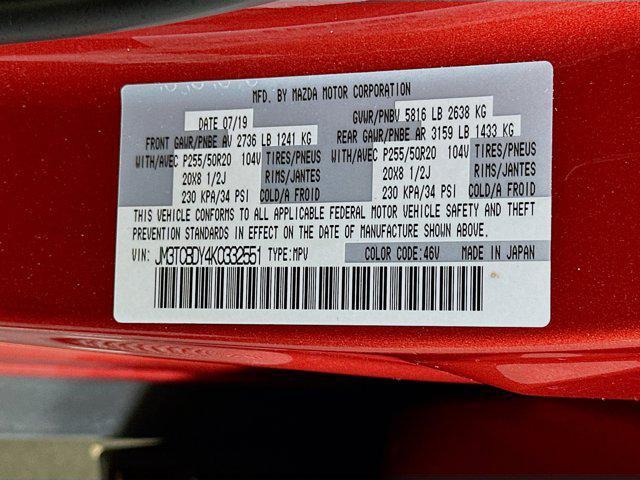 MFD. BY MAZDA MOTOR CORPORATION
DATE 07/19 GVWR/PNBV 5816 LB 2638 KG
FRONT GAWR/PNBE AV 2736 LB 1241 KG REAR GAWR/PNBE AR 3159 LB 1433 KG
WITH/AVEC P255/50R20 104V TIRES/PNEUS WITH/AVEC P255/50R20 104V TIRES/PNEUS
20X8 1/2J RIMS/JANTES 20X8 1/2J RIMS/JANTES
230 KPA/34 PSI COLD/A FROID 230 KPA/34 PSI COLD/A FROID
THIS VEHICLE CONFORMS TO ALL APPLICABLE FEDERAL MOTOR VEHICLE SAFETY AND THEFT
PREVENTION STANDARDS IN EFFECT ON THE DATE OF MANUFACTURE SHOWN ABOVE.
VIN: JM3TCBDY4K0332551 TYPE:MPV COLOR CODE:46V MADE IN JAPAN